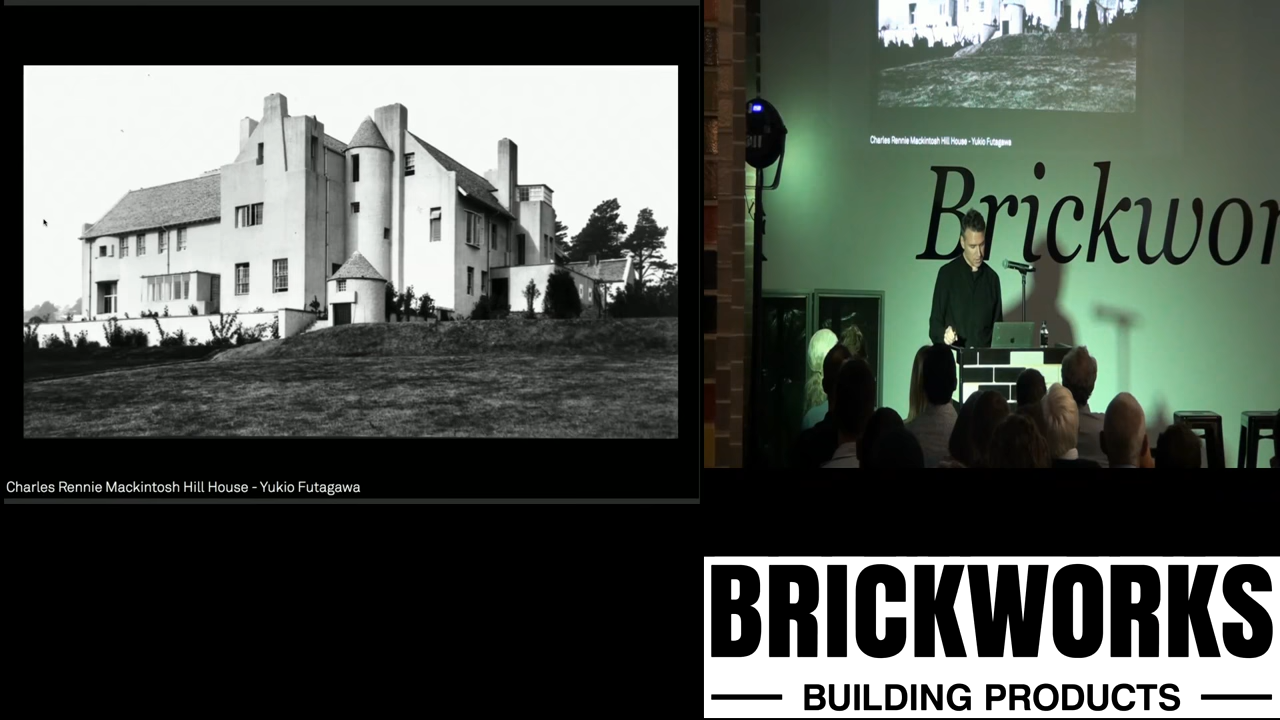 Charles Rennie Mackintosh Hill House - Yukio Futagawa
Charles Rennie Mackintosh Hill House - Yukio Futagawa
Brickwor
BRICKWORKS
BUILDING PRODUCTS